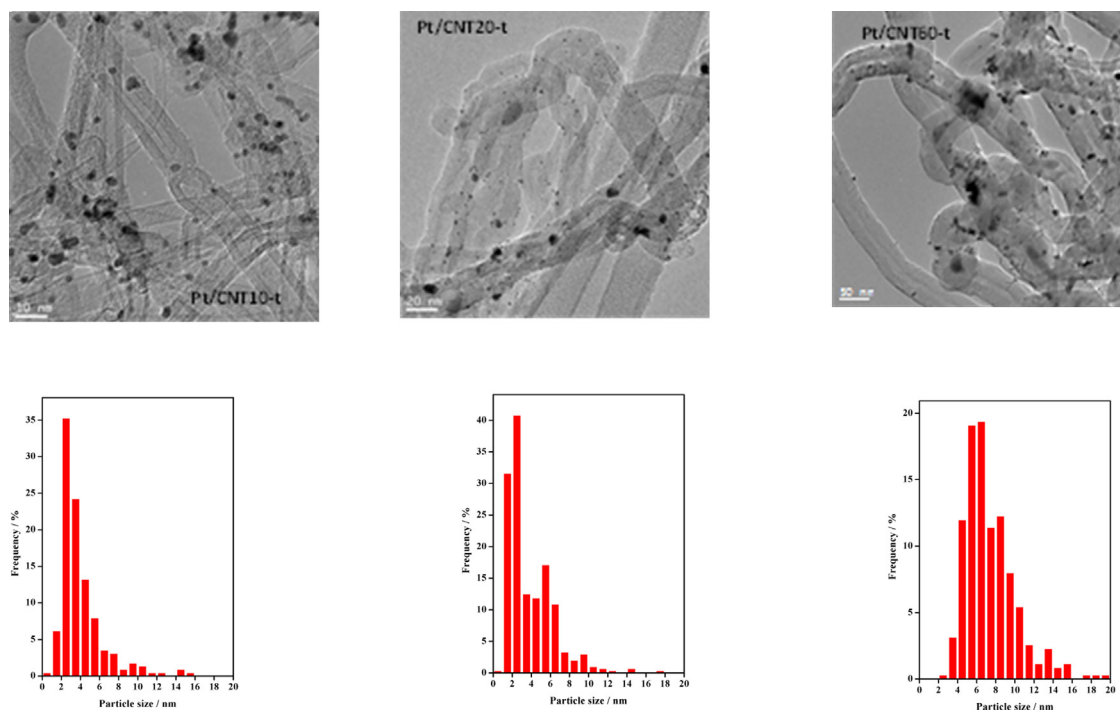 Pt/CNT10-t
10 nm
Pt/CNT20-t
20 nm
Pt/CNT60-t
50 nm
35
30
25
20
15
10
5
0
0 2 4 6 8 10 12 14 16 20
Frequency / %
Particle size / nm
40
35
30
25
20
15
10
5
0
0 2 4 6 8 10 12 14 16 20
Frequency / %
Particle size / nm
20
15
10
5
0
0 2 4 6 8 10 12 14 16 18 20
Frequency / %
Particle size / nm